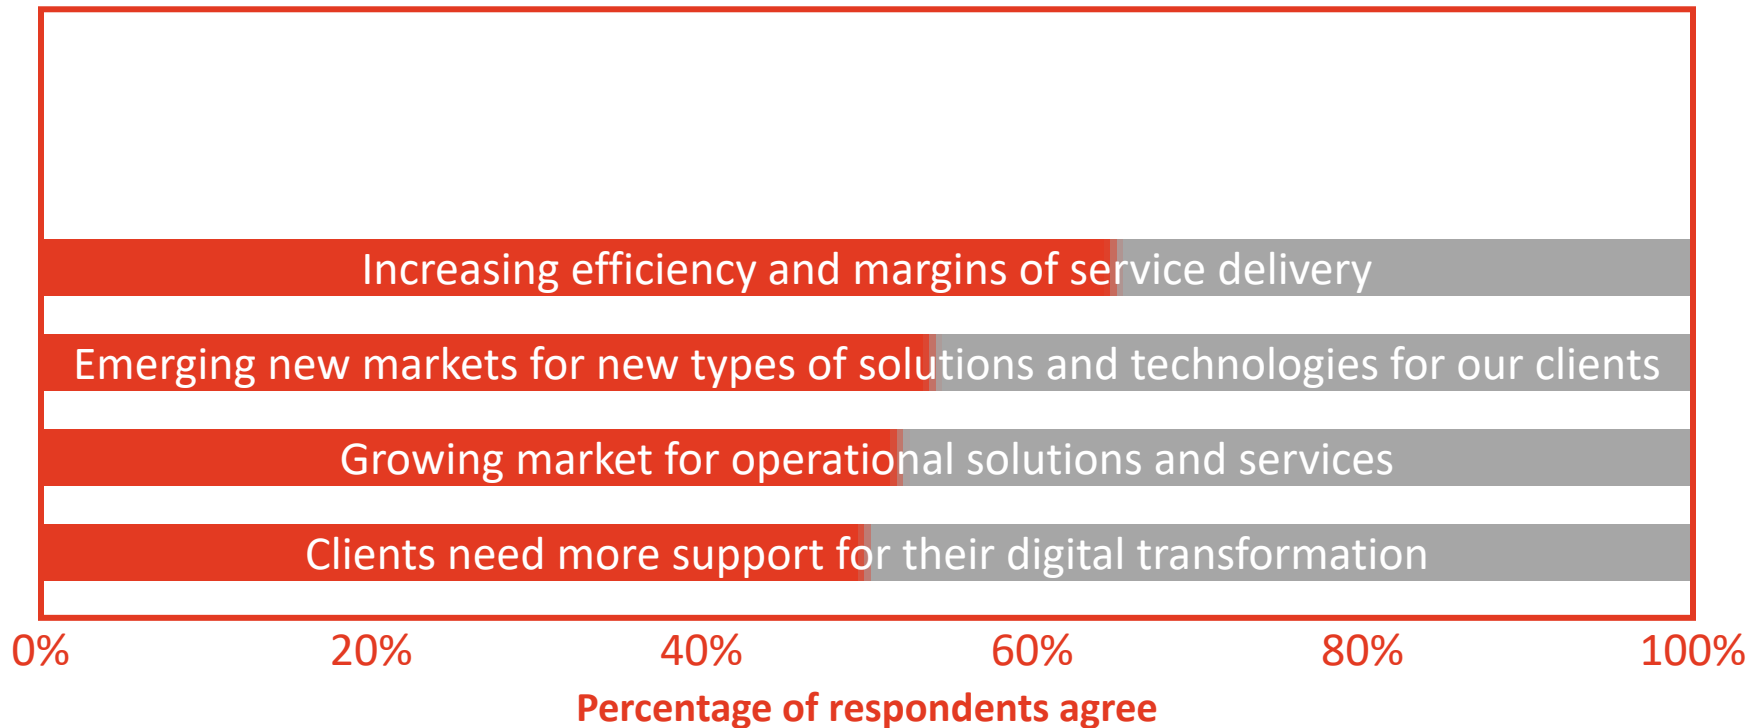 Increasing efficiency and margins of service delivery
Emerging new markets for new types of solutions and technologies for our clients
Growing market for operational solutions and services
Clients need more support for their digital transformation
0% 20% 40% 60% 80% 100%
Percentage of respondents agree